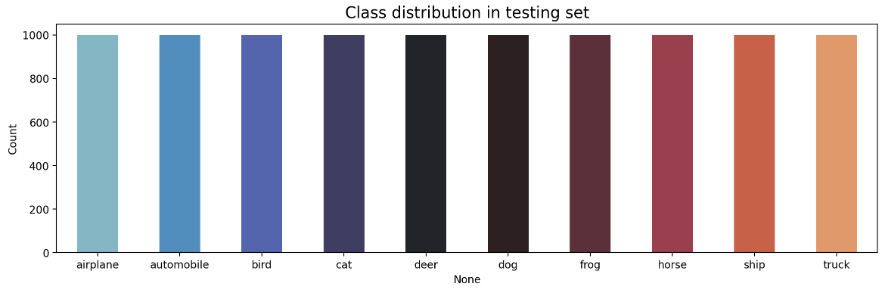 Class distribution in testing set
Count
1000
800
600
400
200
0
airplane automobile bird cat deer dog frog horse ship truck
None